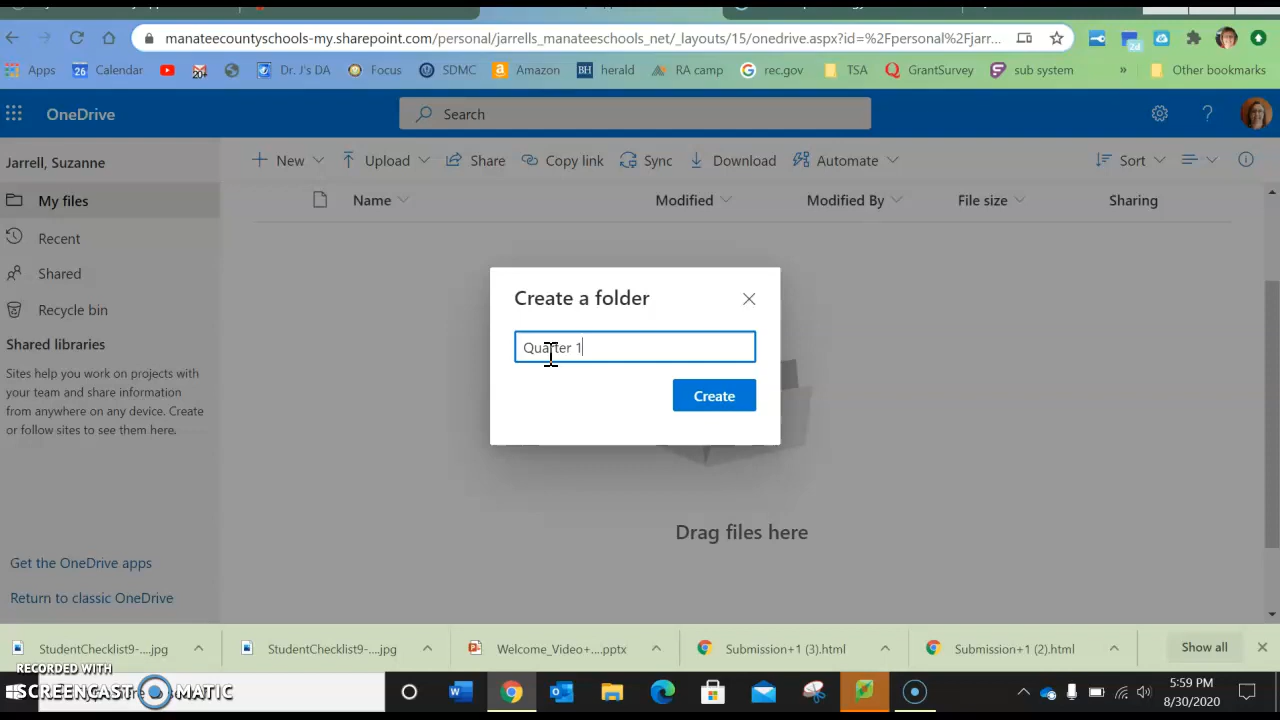 manateecountyschools-my.sharepoint.com/personal/jarrells_manateeschools_net/_layouts/15/onedrive.aspx?id=%2Fpersonal%2Fjarr...
24
Apps 26 Calendar Dr. J's DA Focus SDMC Amazon BH herald RA camp rec.gov TSA GrantSurvey sub system » Other bookmarks
OneDrive Search
Jarrell, Suzanne New Upload Share Copy link Sync Download Automate Sort
My files Name Modified Modified By File size Sharing
Recent
Shared
Recycle bin
Create a folder
Quarter 1
Create
Shared libraries
Sites help you work on projects with
your team and share information
from anywhere on any device. Create
or follow sites to see them here.
Drag files here
Get the OneDrive apps
Return to classic OneDrive
StudentChecklist9-....jpg StudentChecklist9-....jpg Welcome_Video+....pptx Submission+1 (3).html Submission+1 (2).html Show all
RECORDED WITH
SCREENCAST MATIC
5:59 PM
8/30/2020